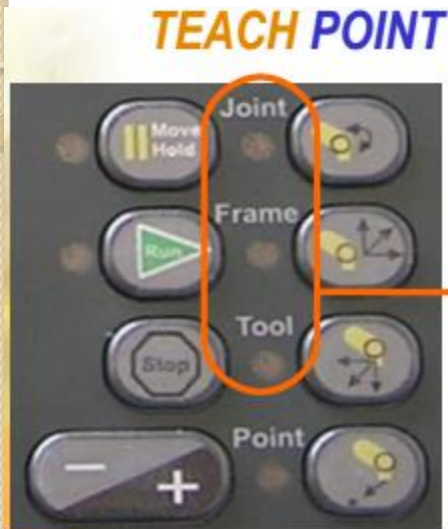 TEACH POINT
Joint
Move
Hold
Frame
Run
Tool
Stop
Point
- +